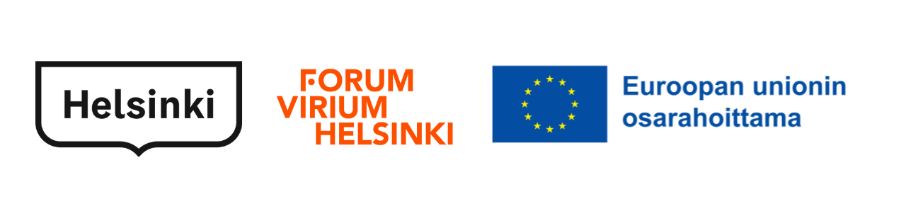 Helsinki
FORUM
VIRIUM
HELSINKI
Euroopan unionin
osarahoittama